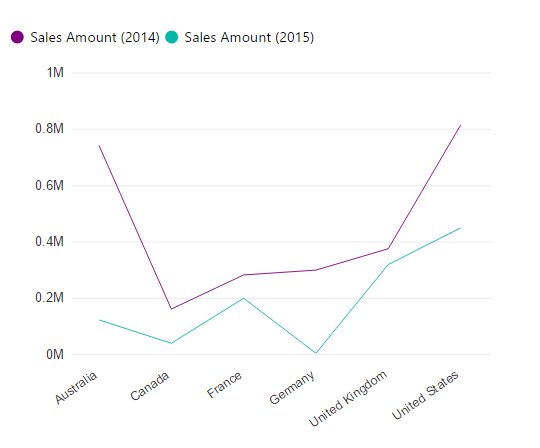 Sales Amount (2014) Sales Amount (2015)
1M
0.8M
0.6M
0.4M
0.2M
0M
Australia
Canada
France
Germany
United Kingdom
United States